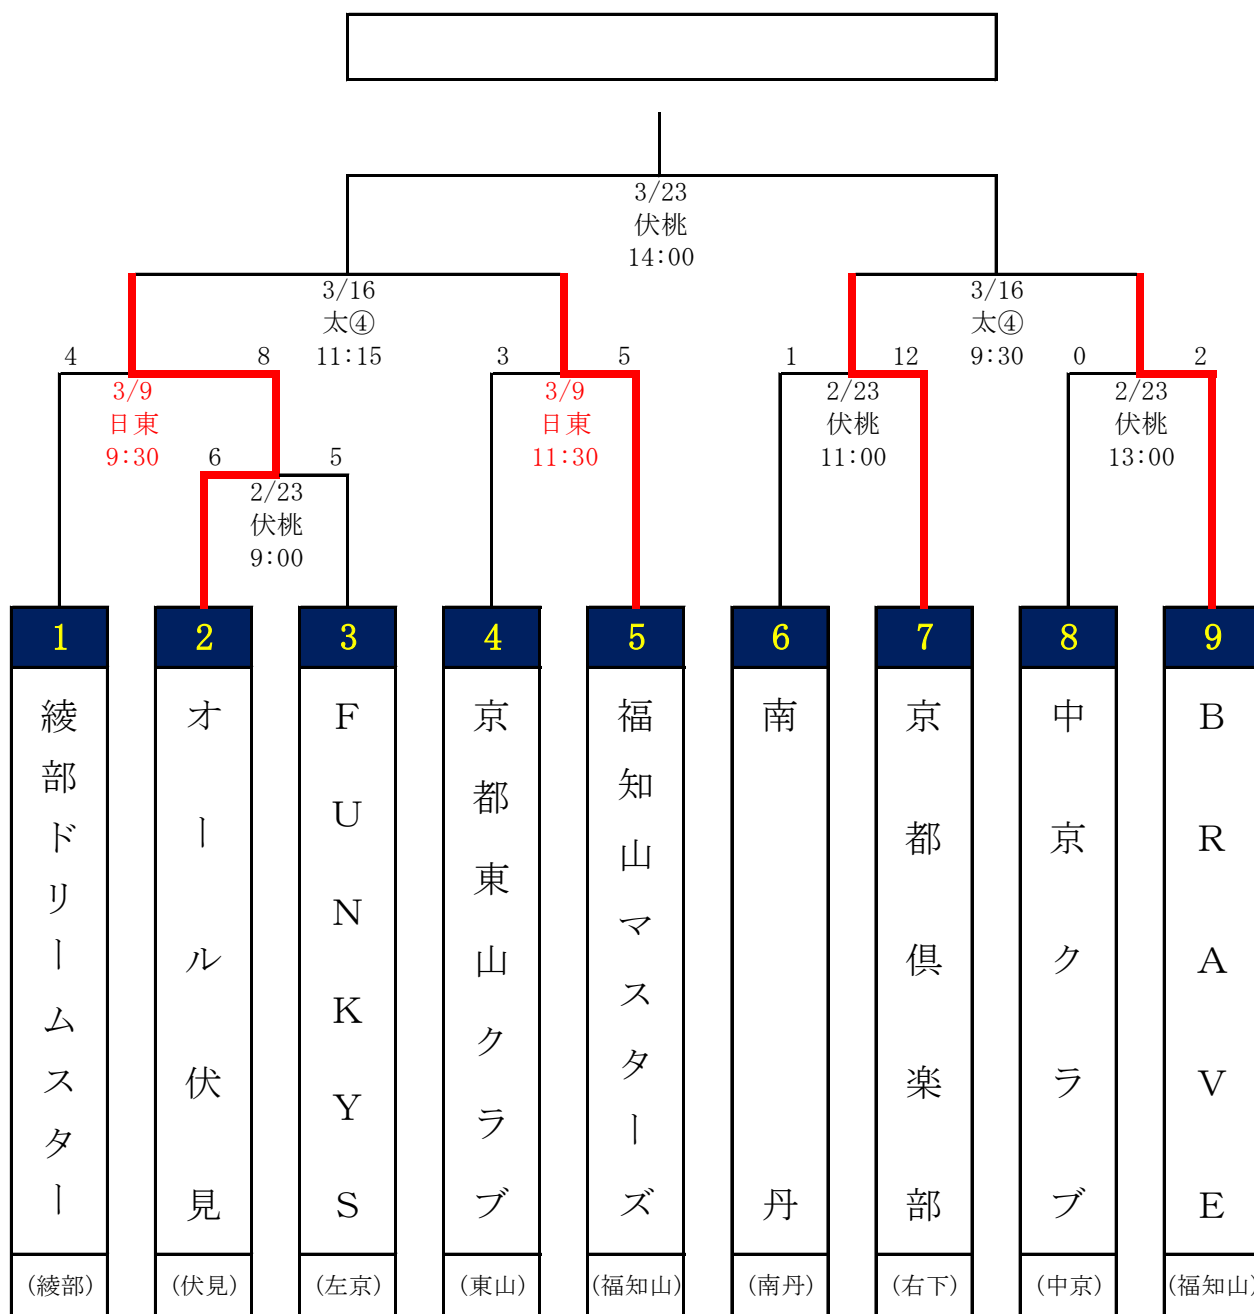 3/23
伏桃
14:00
3/16
太④
11:15
3/16
太④
9:30
4
8
3
5
1
12
0
2
3/9
日東
9:30
3/9
日東
11:30
2/23
伏桃
11:00
2/23
伏桃
13:00
6
5
2/23
伏桃
9:00
1
2
3
4
5
6
7
8
9
綾部ドリームスター
オール伏見
FUNKYS
京都東山クラブ
福知山マスターズ
南丹
京都倶楽部
中京クラブ
BRAVE
(綾部)
(伏見)
(左京)
(東山)
(福知山)
(南丹)
(右下)
(中京)
(福知山)